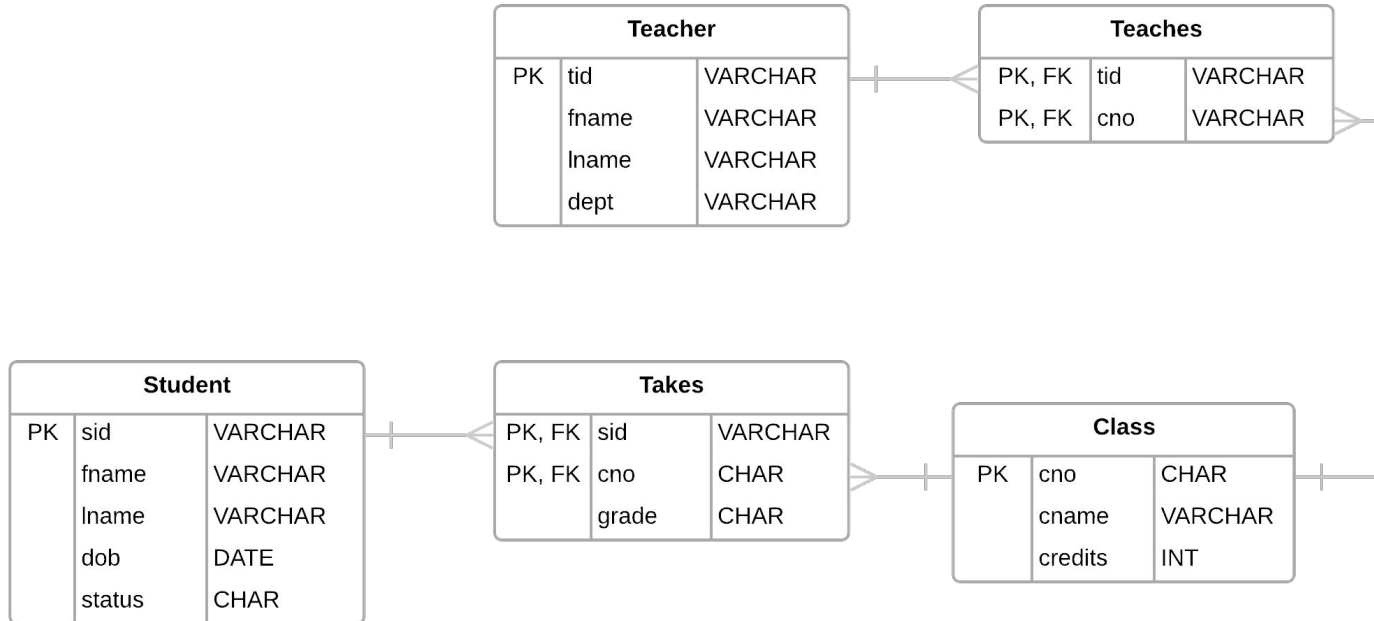 Teacher
PK tid VARCHAR
fname VARCHAR
lname VARCHAR
dept VARCHAR
Teaches
PK, FK tid VARCHAR
PK, FK cno VARCHAR
Student
PK sid VARCHAR
fname VARCHAR
lname VARCHAR
dob DATE
status CHAR
Takes
PK, FK sid VARCHAR
PK, FK cno CHAR
grade CHAR
Class
PK cno CHAR
cname VARCHAR
credits INT